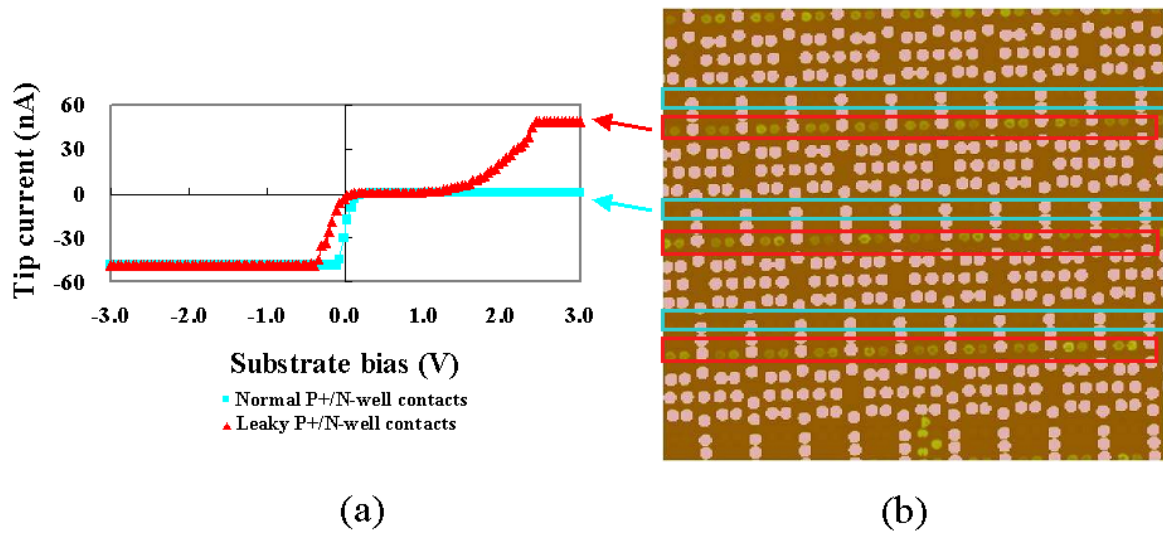 Tip current (nA)
60
30
0
-30
-60
-3.0 -2.0 -1.0 0.0 1.0 2.0 3.0
Substrate bias (V)
Normal P+/N-well contacts
Leaky P+/N-well contacts
(a) (b)